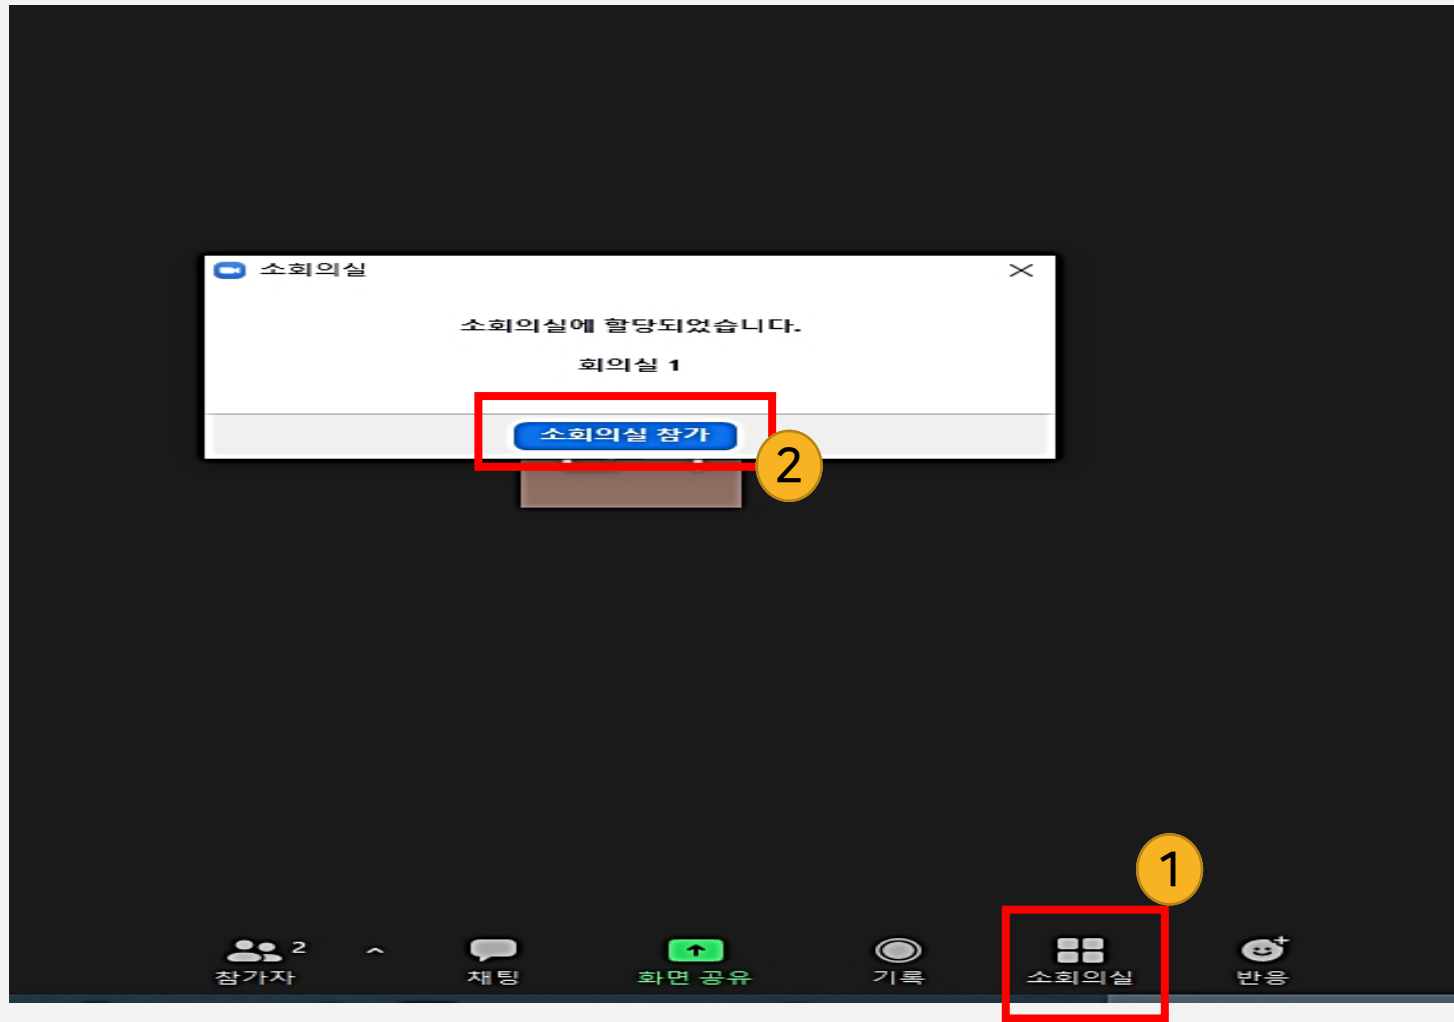 소회의실
소회의실에 할당되었습니다.
회의실 1
소회의실 참가
2
1
2
참가자
채팅
화면 공유
기록
소회의실
반응